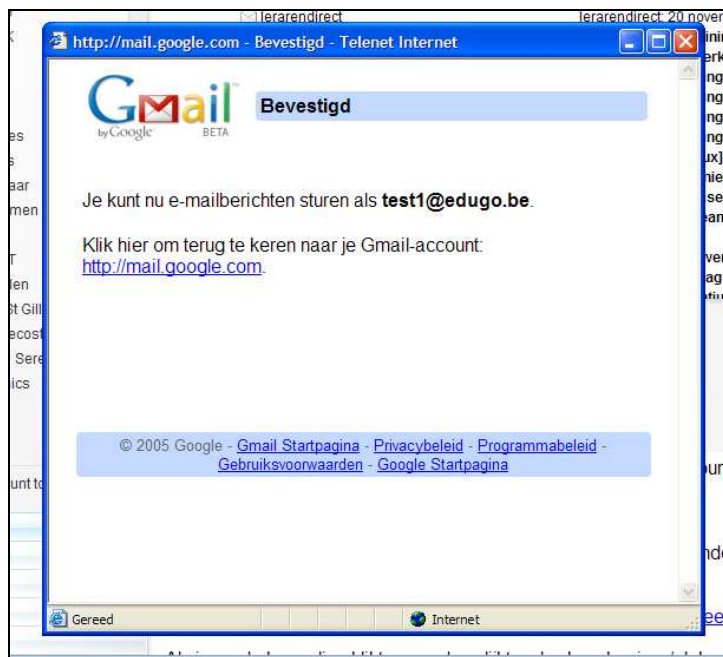 lerarendirect
lerarendirect: 20 novem
http://mail.google.com - Bevestigd - Telenet Internet
Gmail
by Google BETA
Bevestigd
Je kunt nu e-mailberichten sturen als test1@edugo.be.
Klik hier om terug te keren naar je Gmail-account:
http://mail.google.com.
© 2005 Google - Gmail Startpagina - Privacybeleid - Programmabeleid -
Gebruiksvoorwaarden - Google Startpagina
Gereed
Internet